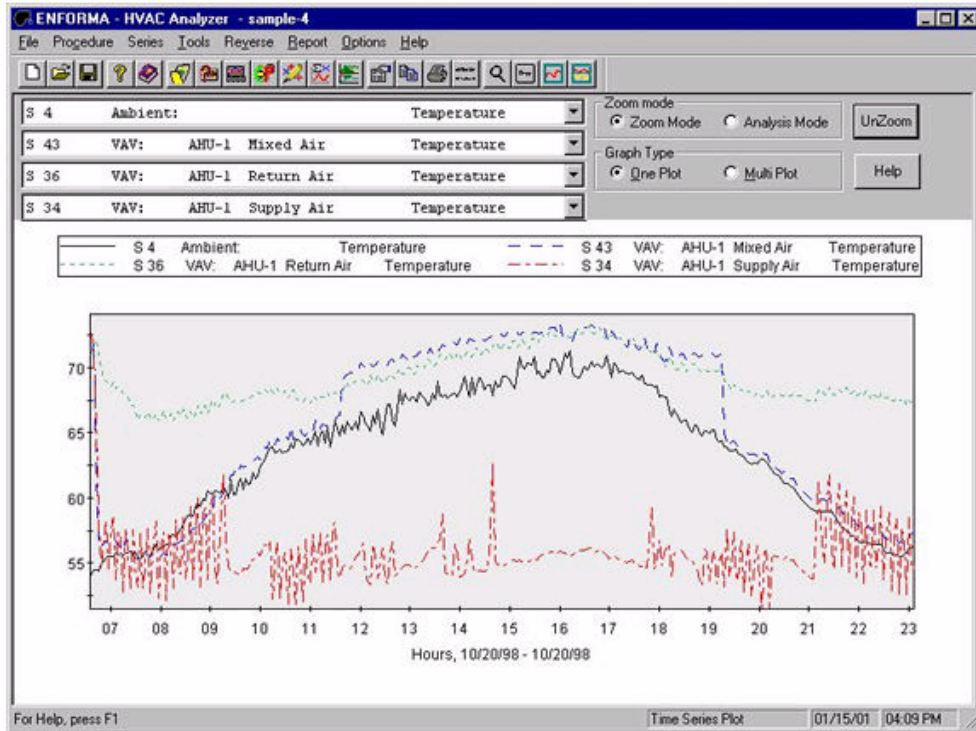 ENFORMA - HVAC Analyzer - sample-4
File Procedure Series Tools Reverse Report Options Help
S 4 Ambient: Temperature
S 43 VAV: AHU-1 Mixed Air Temperature
S 36 VAV: AHU-1 Return Air Temperature
S 34 VAV: AHU-1 Supply Air Temperature
Zoom mode
Zoom Mode Analysis Mode
UnZoom
Graph Type
One Plot Multi Plot
Help
S 4 Ambient: Temperature S 43 VAV: AHU-1 Mixed Air Temperature
S 36 VAV: AHU-1 Return Air Temperature S 34 VAV: AHU-1 Supply Air Temperature
70
65
60
55
07 08 09 10 11 12 13 14 15 16 17 18 19 20 21 22 23
Hours, 10/20/98 - 10/20/98
For Help, press F1 Time Series Plot 01/15/01 04:09 PM